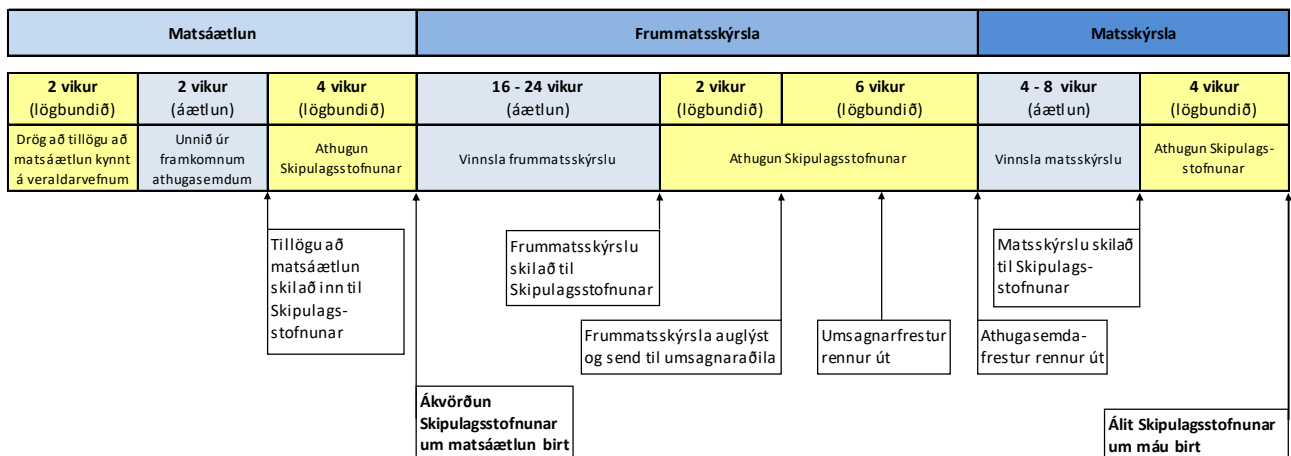 Matsáætlun
Frummatsskýrsla
Matsskýrsla
2 vikur
(lögbundið)
2 vikur
(áætlun)
4 vikur
(lögbundið)
16 - 24 vikur
(áætlun)
2 vikur
(lögbundið)
6 vikur
(lögbundið)
4 - 8 vikur
(áætlun)
4 vikur
(lögbundið)
Drög að tillögu að
matsáætlun kynnt
á veraldarvefnum
Unnið úr
framkomnum
athugasemdum
Athugun
Skipulagsstofnunar
Vinnsla frummatsskýrslu
Athugun Skipulagsstofnunar
Vinnsla matsskýrslu
Athugun Skipulags-
stofnunar
Tillögu að
matsáætlun
skilað inn til
Skipulags-
stofnunar
Frummatsskýrslu
skilað til
Skipulagsstofnunar
Matsskýrslu skilað
til Skipulags-
stofnunar
Frummatsskýrsla auglýst
og send til umsagnaraðila
Umsagnarfrestur
rennur út
Athugasemda-
frestur rennur út
Ákvörðun
Skipulagsstofnunar
um matsáætlun birt
Álit Skipulagsstofnunar
um máu birt